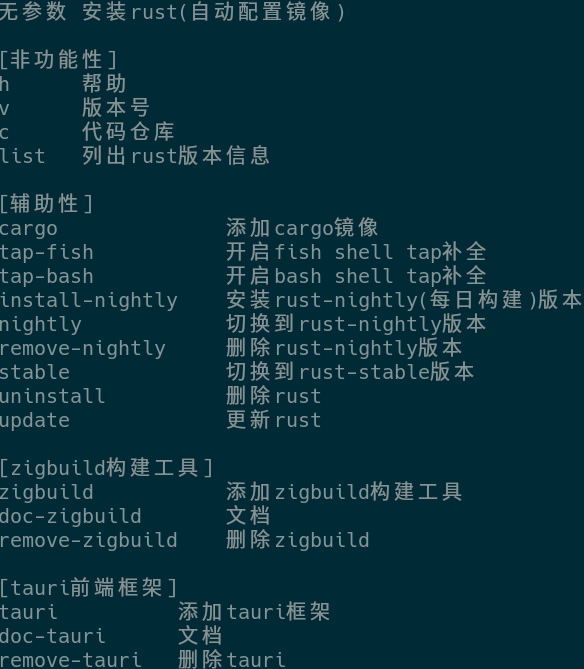 无参数 安装rust(自动配置镜像)
[非功能性]
h 帮助
v 版本号
c 代码仓库
list 列出rust版本信息
[辅助性]
cargo 添加cargo镜像
tap-fish 开启fish shell tap补全
tap-bash 开启bash shell tap补全
install-nightly 安装rust-nightly(每日构建)版本
nightly 切换到rust-nightly版本
remove-nightly 删除rust-nightly版本
stable 切换到rust-stable版本
uninstall 删除rust
update 更新rust
[zigbuild构建工具]
zigbuild 添加zigbuild构建工具
doc-zigbuild 文档
remove-zigbuild 删除zigbuild
[tauri前端框架]
tauri 添加tauri框架
doc-tauri 文档
remove-tauri 删除tauri